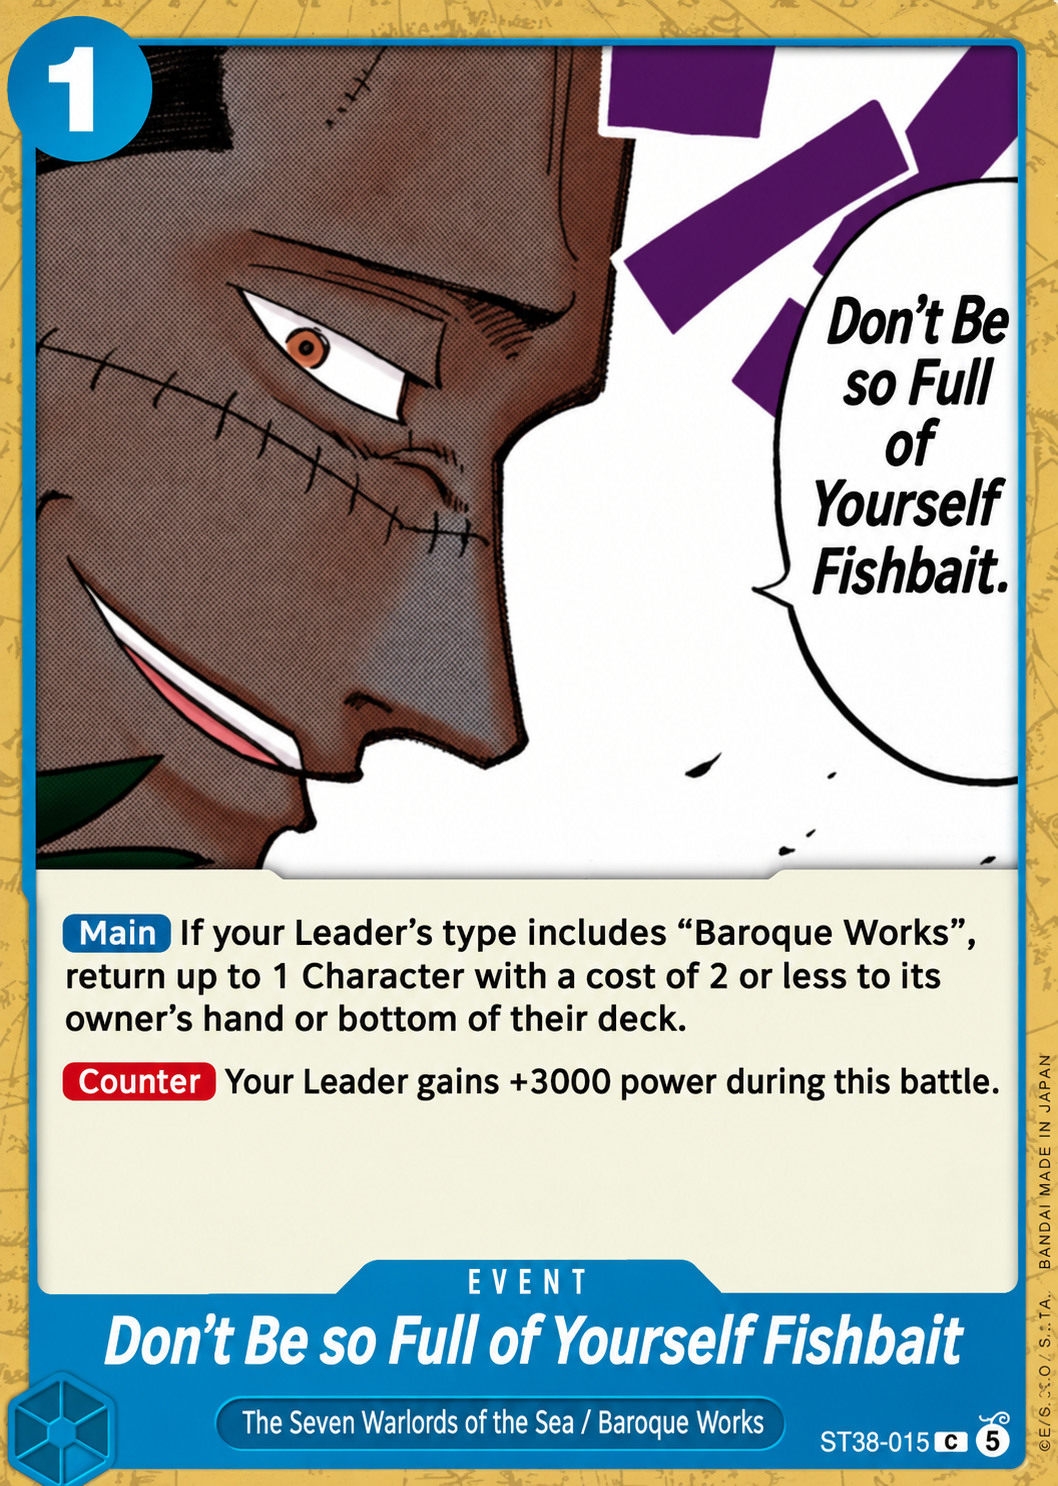 1
Don't Be
so Full
of
Yourself
Fishbait.
Main If your Leader's type includes “Baroque Works”,
return up to 1 Character with a cost of 2 or less to its
owner's hand or bottom of their deck.
Counter Your Leader gains +3000 power during this battle.
EVENT
Don't Be so Full of Yourself Fishbait
The Seven Warlords of the Sea / Baroque Works
ST38-015 C 5
BANDAI MADE IN JAPAN